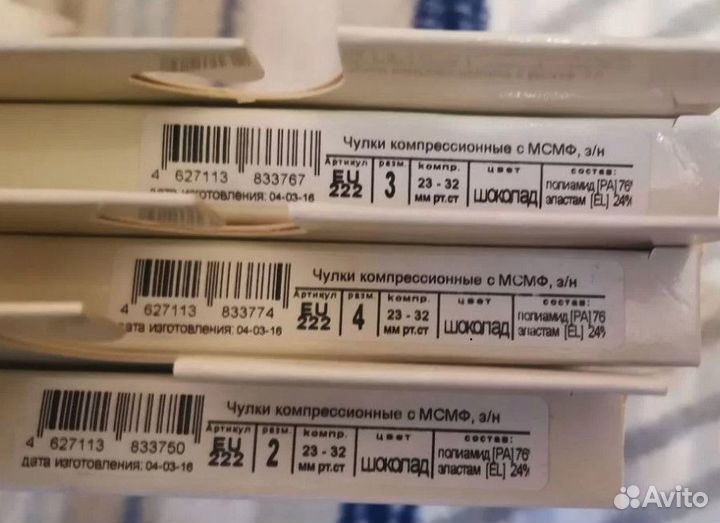 Чулки компрессионные с МСМФ, з/н
Артикул разм. компр. цвет состав:
EU 222 3 23 - 32 мм рт.ст шоколад полиамид [PA] 76
эластам [EL] 24%
4 627113 833767
дата изготовления: 04-03-16
Чулки компрессионные с МСМФ, з/н
Артикул разм. компр. цвет состав:
EU 222 4 23 - 32 мм рт.ст шоколад полиамид [PA] 76
эластам [EL] 24%
4 627113 833774
дата изготовления: 04-03-16
Чулки компрессионные с МСМФ, з/н
Артикул разм. компр. цвет состав:
EU 222 2 23 - 32 мм рт.ст шоколад полиамид [PA] 76
эластам [EL] 24%
4 627113 833750
дата изготовления: 04-03-16
Avito